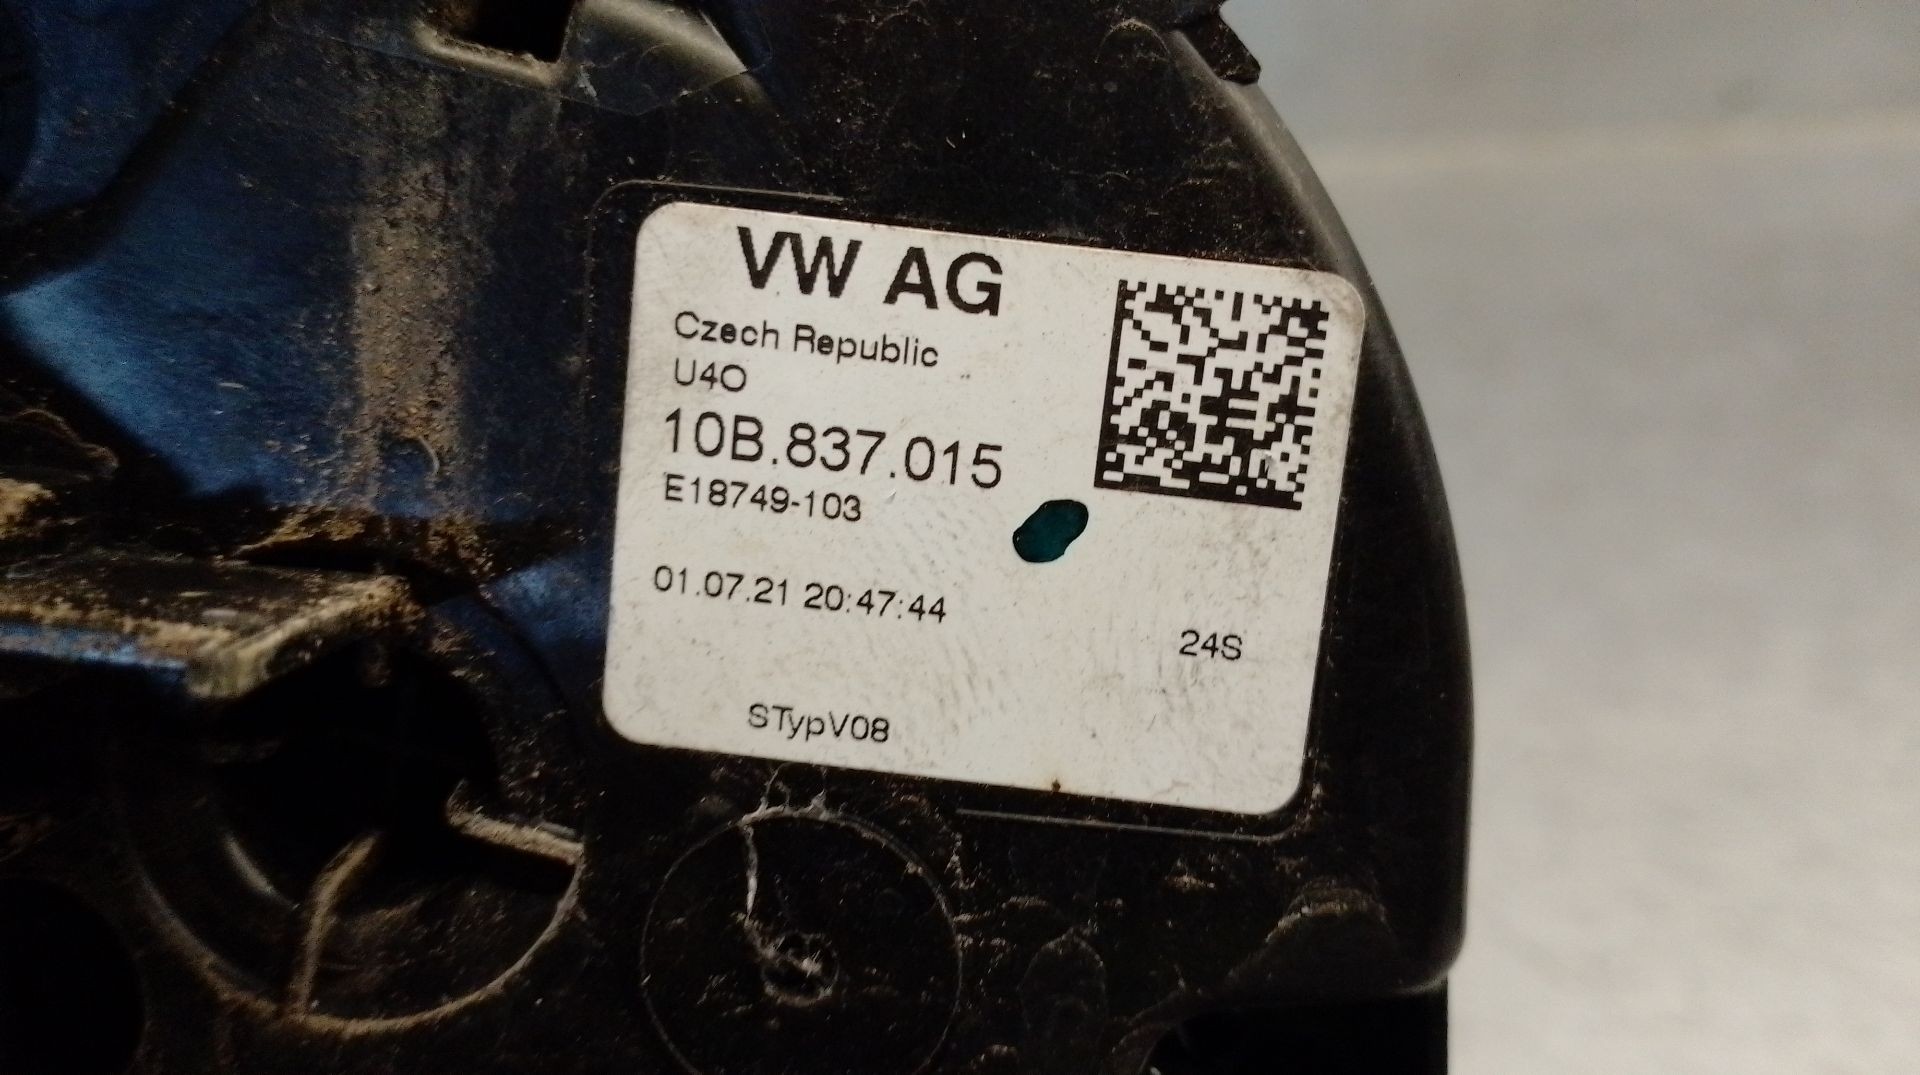 VW AG
Czech Republic
U4O
10B.837.015
E18749-103
01.07.21 20:47:44
24S
STypV08